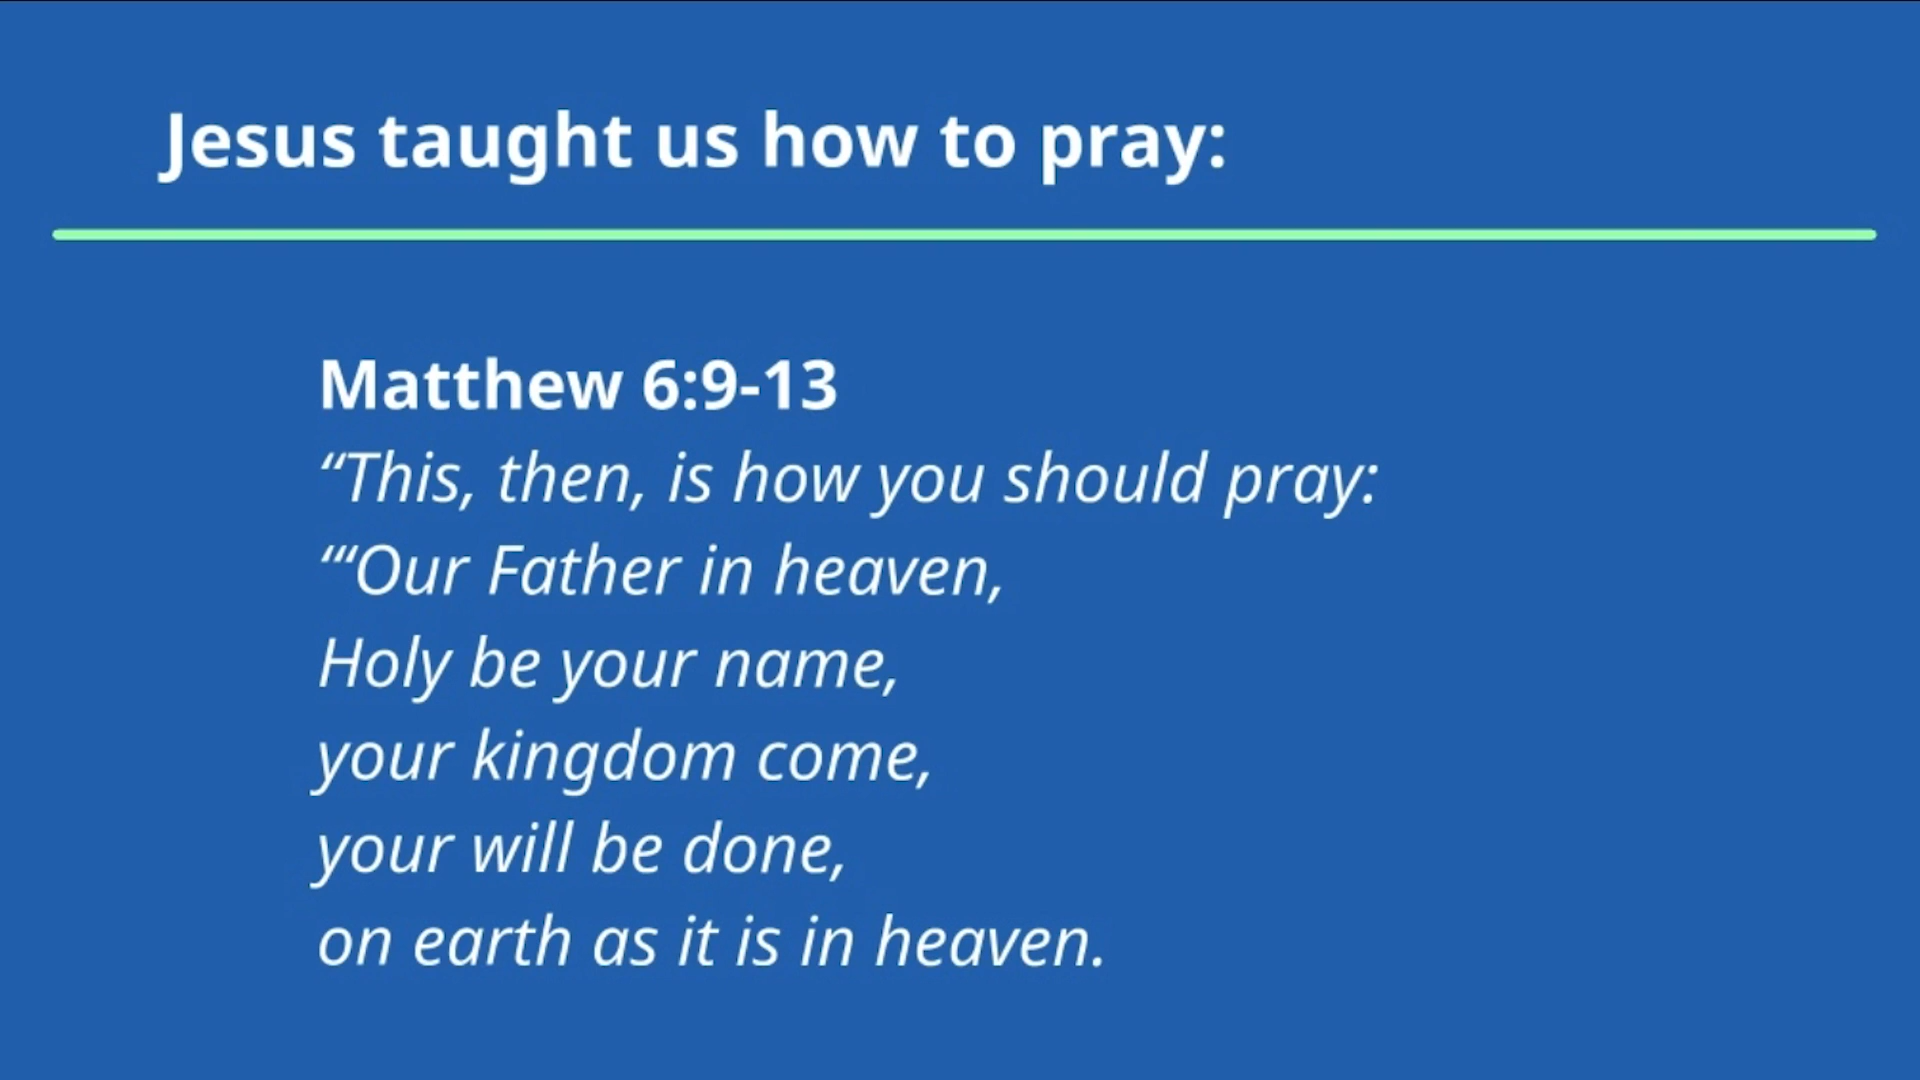 Jesus taught us how to pray:
Matthew 6:9-13
“This, then, is how you should pray:
“‘Our Father in heaven,
Holy be your name,
your kingdom come,
your will be done,
on earth as it is in heaven.